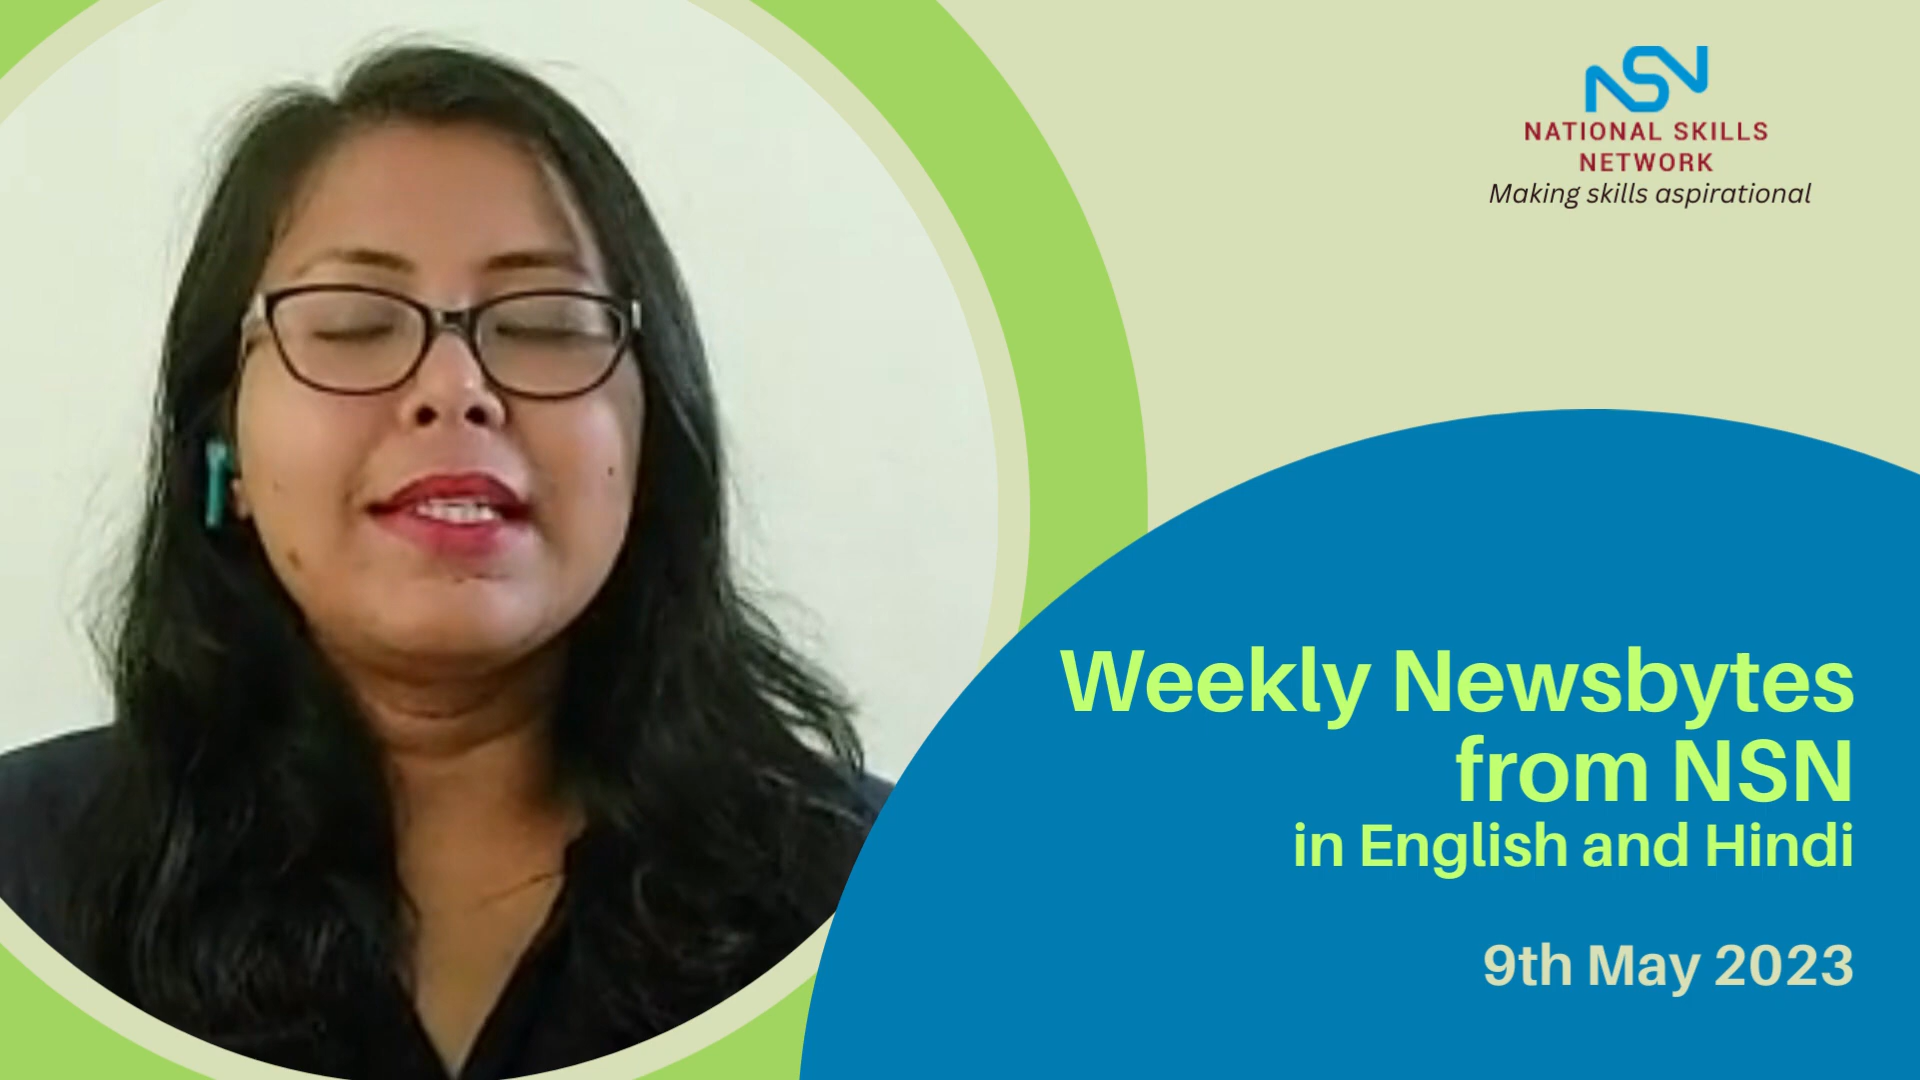 NSN
NATIONAL SKILLS
NETWORK
Making skills aspirational
Weekly Newsbytes
from NSN
in English and Hindi
9th May 2023